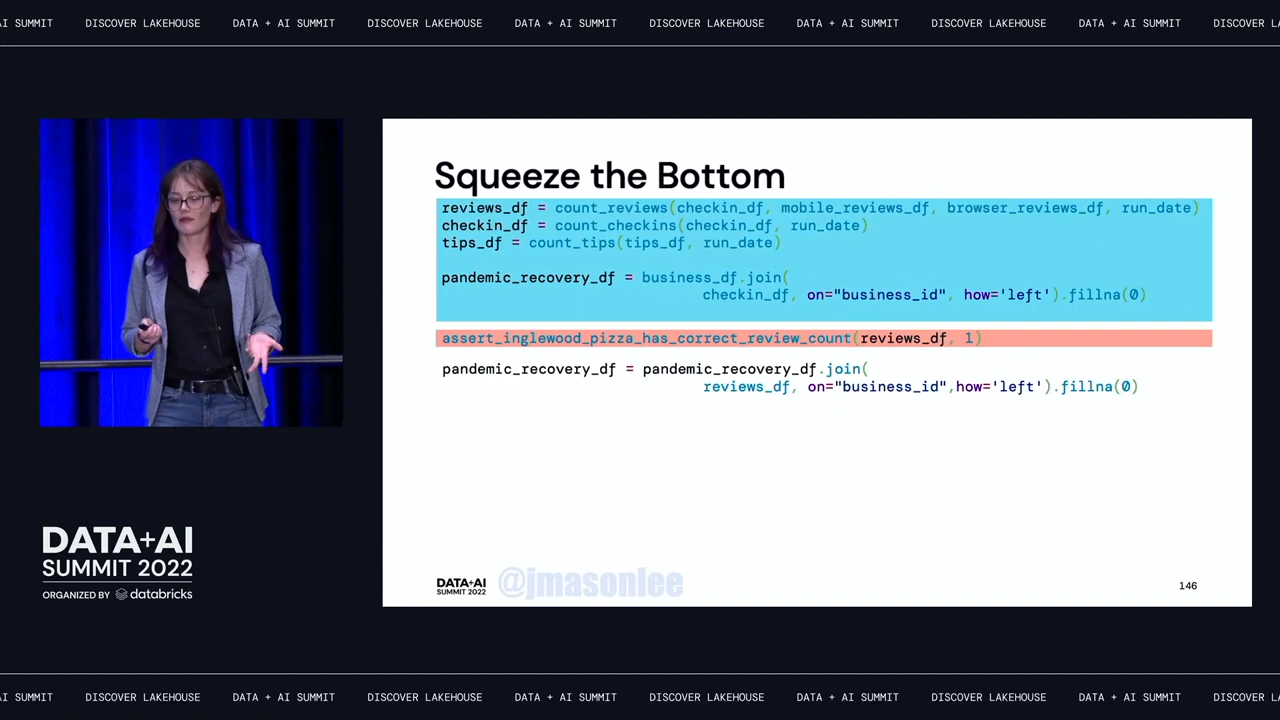 AI SUMMIT DISCOVER LAKEHOUSE DATA + AI SUMMIT DISCOVER LAKEHOUSE DATA + AI SUMMIT DISCOVER LAKEHOUSE DATA + AI SUMMIT DISCOVER LAKEHOUSE DATA + AI SUMMIT DISCOVER
Squeeze the Bottom
reviews_df = count_reviews(checkin_df, mobile_reviews_df, browser_reviews_df, run_date)
checkin_df = count_checkins(checkin_df, run_date)
tips_df = count_tips(tips_df, run_date)
pandemic_recovery_df = business_df.join(
checkin_df, on="business_id", how='left').fillna(0)
assert_inglewood_pizza_has_correct_review_count(reviews_df, 1)
pandemic_recovery_df = pandemic_recovery_df.join(
reviews_df, on="business_id",how='left').fillna(0)
DATA+AI
SUMMIT 2022
@jmasonlee
146
DATA+AI
SUMMIT 2022
ORGANIZED BY databricks
AI SUMMIT DISCOVER LAKEHOUSE DATA + AI SUMMIT DISCOVER LAKEHOUSE DATA + AI SUMMIT DISCOVER LAKEHOUSE DATA + AI SUMMIT DISCOVER LAKEHOUSE DATA + AI SUMMIT DISCOVER